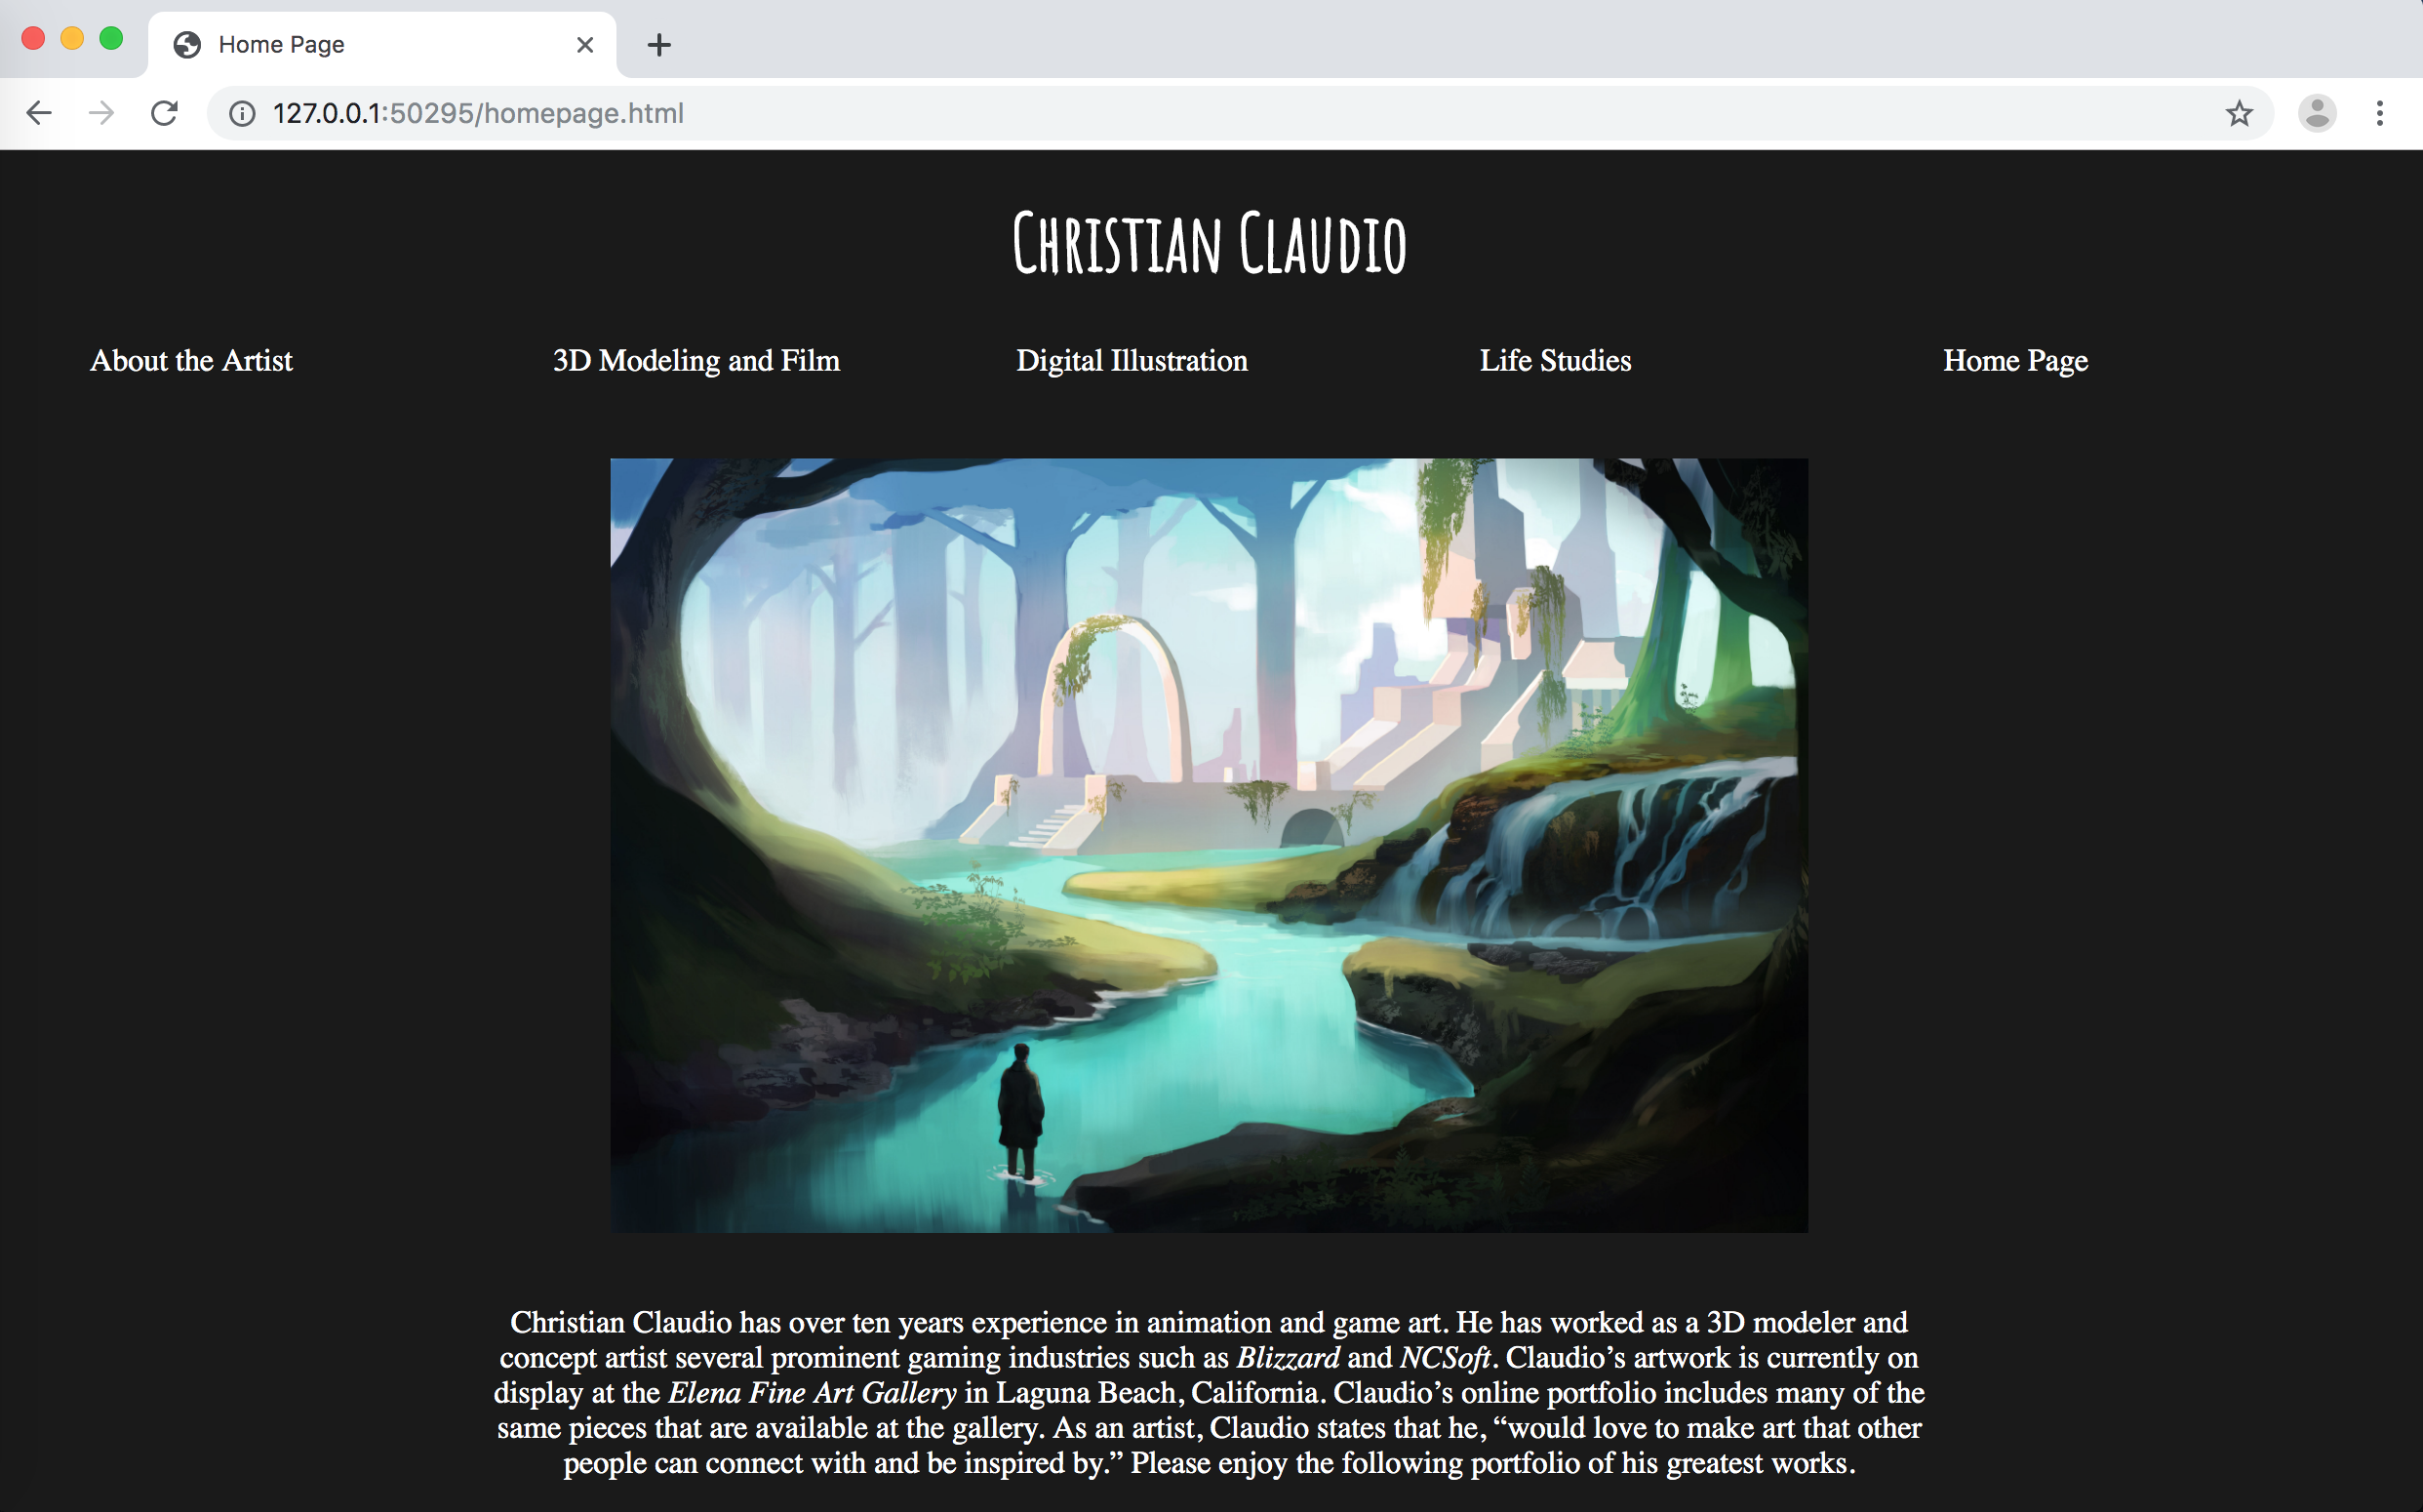 Home Page
127.0.0.1:50295/homepage.html
Christian Claudio
About the Artist
3D Modeling and Film
Digital Illustration
Life Studies
Home Page
Christian Claudio has over ten years experience in animation and game art. He has worked as a 3D modeler and
concept artist several prominent gaming industries such as Blizzard and NCSoft. Claudio’s artwork is currently on
display at the Elena Fine Art Gallery in Laguna Beach, California. Claudio’s online portfolio includes many of the
same pieces that are available at the gallery. As an artist, Claudio states that he, “would love to make art that other
people can connect with and be inspired by.” Please enjoy the following portfolio of his greatest works.